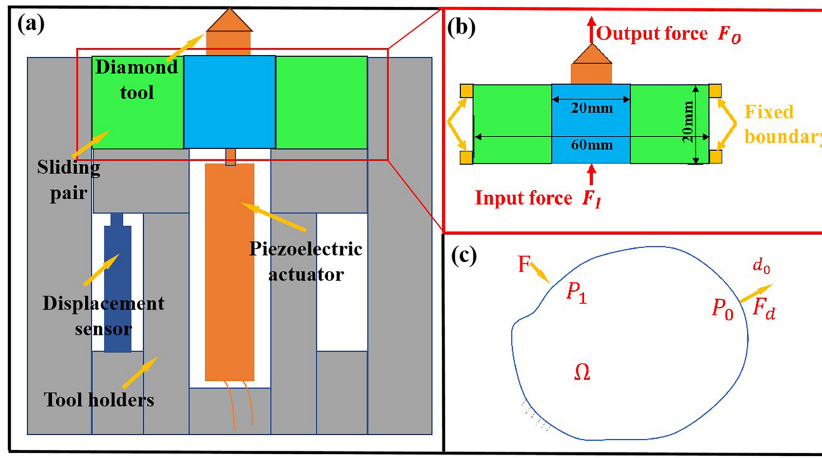 (a)
Diamond
tool
Sliding
pair
Piezoelectric
actuator
Displacement
sensor
Tool holders
(b)
Output force F_O
20mm
20mm
60mm
Fixed
boundary
Input force F_I
(c)
F
P_1
d_0
P_0
F_d
Ω